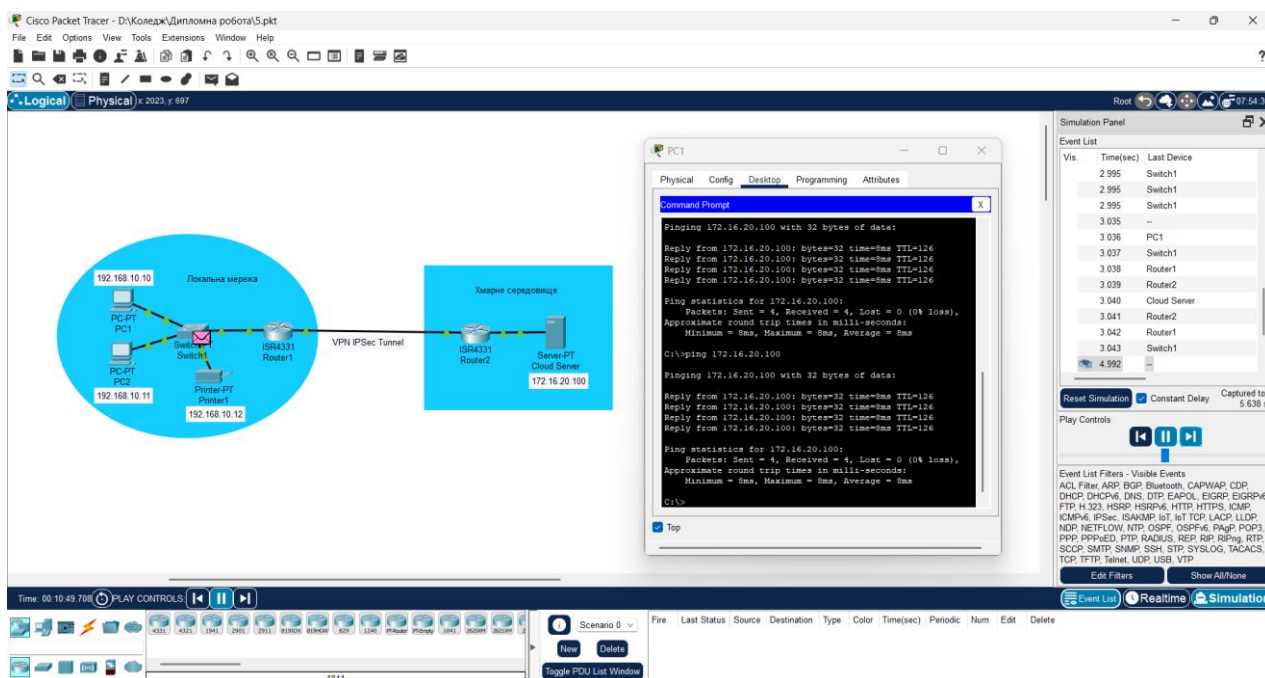 Cisco Packet Tracer - D:\Коледж\Дипломна робота\5.pkt
File Edit Options View Tools Extensions Window Help
?
Logical Physical x: 2023, y: 697
Root
07:54:3
192.168.10.10
Локальна мережа
PC-PT
PC1
Switch1
ISR4331
Router1
VPN IPSec Tunnel
PC-PT
PC2
192.168.10.11
Printer-PT
Printer1
192.168.10.12
Хмарне середовище
ISR4331
Router2
Server-PT
Cloud Server
172.16.20.100
PC1
Physical Config Desktop Programming Attributes
Command Prompt
X
Pinging 172.16.20.100 with 32 bytes of data:
Reply from 172.16.20.100: bytes=32 time=8ms TTL=126
Reply from 172.16.20.100: bytes=32 time=8ms TTL=126
Reply from 172.16.20.100: bytes=32 time=8ms TTL=126
Reply from 172.16.20.100: bytes=32 time=8ms TTL=126
Ping statistics for 172.16.20.100:
Packets: Sent = 4, Received = 4, Lost = 0 (0% loss),
Approximate round trip times in milli-seconds:
Minimum = 8ms, Maximum = 8ms, Average = 8ms
C:\>ping 172.16.20.100
Pinging 172.16.20.100 with 32 bytes of data:
Reply from 172.16.20.100: bytes=32 time=8ms TTL=126
Reply from 172.16.20.100: bytes=32 time=8ms TTL=126
Reply from 172.16.20.100: bytes=32 time=8ms TTL=126
Reply from 172.16.20.100: bytes=32 time=8ms TTL=126
Ping statistics for 172.16.20.100:
Packets: Sent = 4, Received = 4, Lost = 0 (0% loss),
Approximate round trip times in milli-seconds:
Minimum = 8ms, Maximum = 8ms, Average = 8ms
C:\>
Top
Simulation Panel
Event List
Vis. Time(sec) Last Device
2.995 Switch1
2.995 Switch1
2.995 Switch1
3.035 --
3.036 PC1
3.037 Switch1
3.038 Router1
3.039 Router2
3.040 Cloud Server
3.041 Router2
3.042 Router1
3.043 Switch1
4.992 --
Reset Simulation Constant Delay Captured to
5.638
Play Controls
Event List Filters - Visible Events
ACL Filter, ARP, BGP, Bluetooth, CAPWAP, CDP,
DHCP, DHCPv6, DNS, DTP, EAPOL, EIGRP, EIGRPv6
FTP, H.323, HSRP, HSRPv6, HTTP, HTTPS, ICMP,
ICMPv6, IPSec, ISAKMP, IoT, IoT TCP, LACP, LLDP,
NDP, NETFLOW, NTP, OSPF, OSPFv6, PAgP, POP3,
PPP, PPPoED, PTP, RADIUS, REP, RIP, RIPng, RTP,
SCCP, SMTP, SNMP, SSH, STP, SYSLOG, TACACS,
TCP, TFTP, Telnet, UDP, USB, VTP
Edit Filters Show All/None
Time: 00:10:49.708 PLAY CONTROLS:
Event List Realtime Simulation
4331 4321 1941 2901 2911 819IOX 819HGW 829 1240 PT-Router PT-Empty 1841 2620XM 2621XM
Scenario 0
New Delete
Toggle PDU List Window
Fire Last Status Source Destination Type Color Time(sec) Periodic Num Edit Delete